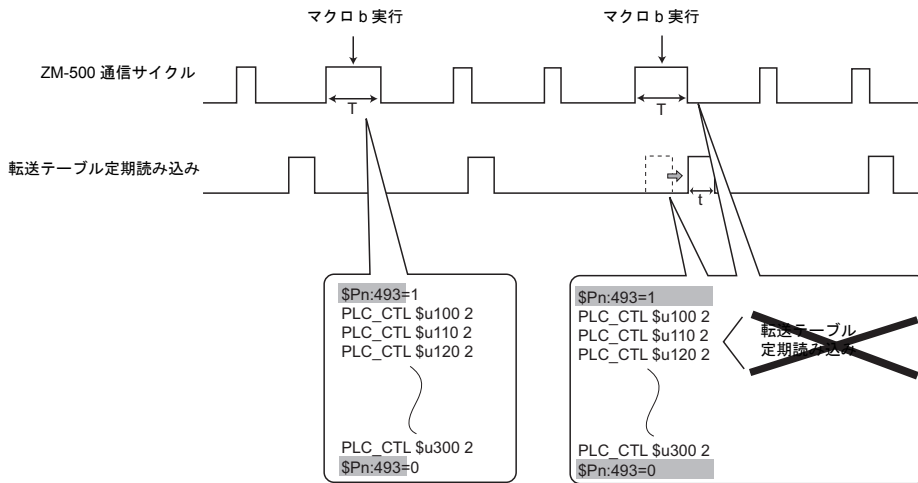 マクロ b 実行
マクロ b 実行
ZM-500 通信サイクル
T
T
転送テーブル定期読み込み
t
$Pn:493=1
PLC_CTL $u100 2
PLC_CTL $u110 2
PLC_CTL $u120 2
PLC_CTL $u300 2
$Pn:493=0
$Pn:493=1
PLC_CTL $u100 2
PLC_CTL $u110 2
PLC_CTL $u120 2
PLC_CTL $u300 2
$Pn:493=0
転送テーブル
定期読み込み